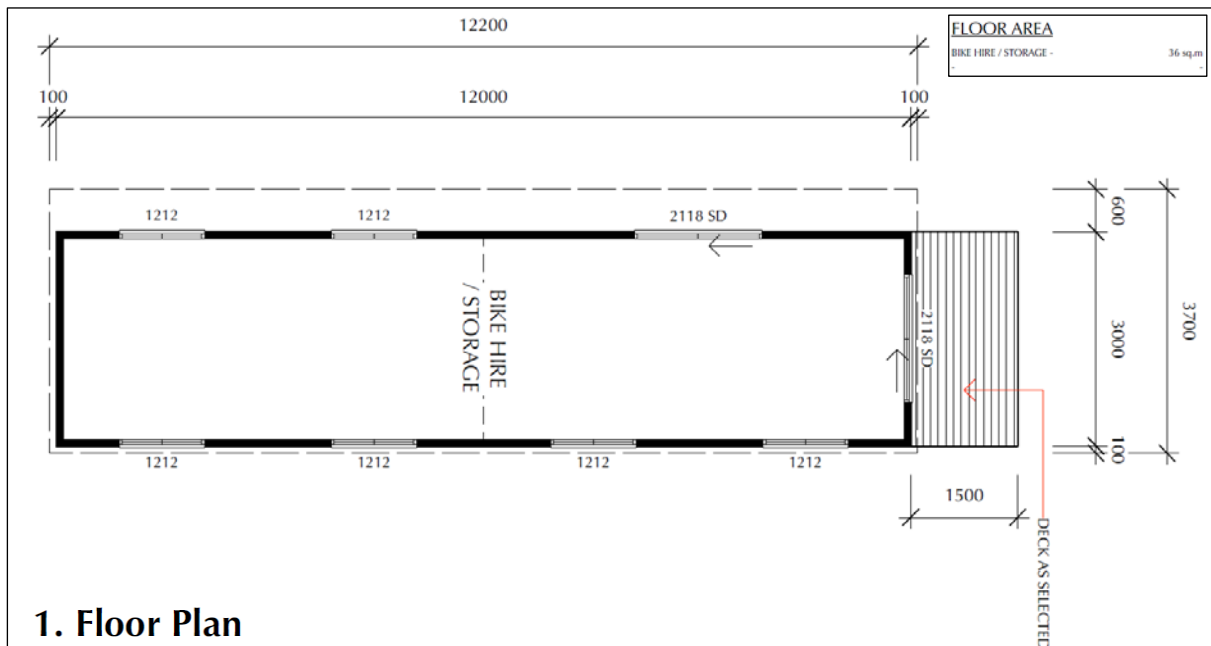 12200
FLOOR AREA
BIKE HIRE / STORAGE - 36 sq.m
- -
100 12000 100
1212 1212 2118 SD
600
3700
BIKE HIRE
/ STORAGE
2118 SD
3000
1212 1212 1212 1212
100
1500
DECK AS SELECTED
1. Floor Plan